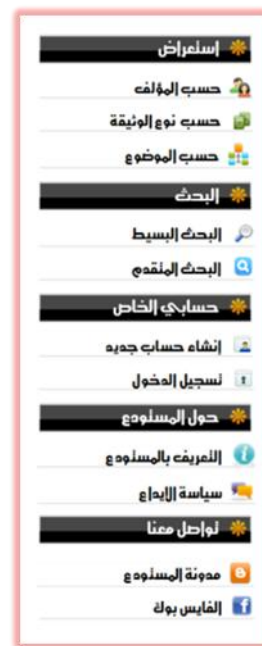 استعراض
حسب المؤلف
حسب نوع الوثيقة
حسب الموضوع
البحث
البحث البسيط
البحث المتقدم
حسابي الخاص
إنشاء حساب جديد
تسجيل الدخول
حول المستودع
التعريف بالمستودع
سياسة الإيداع
تواصل معنا
مدونة المستودع
الفايس بوك